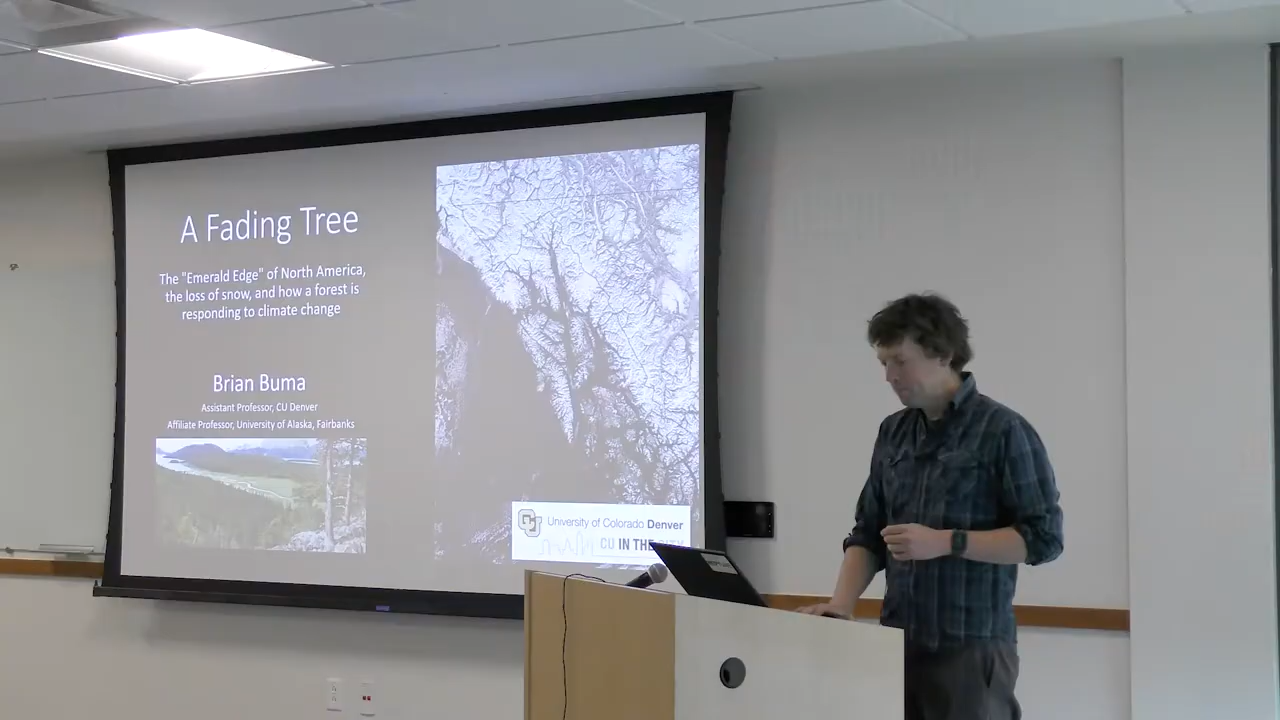 A Fading Tree
The "Emerald Edge" of North America,
the loss of snow, and how a forest is
responding to climate change
Brian Buma
Assistant Professor, CU Denver
Affiliate Professor, University of Alaska, Fairbanks
CU University of Colorado Denver
CU IN THE CITY